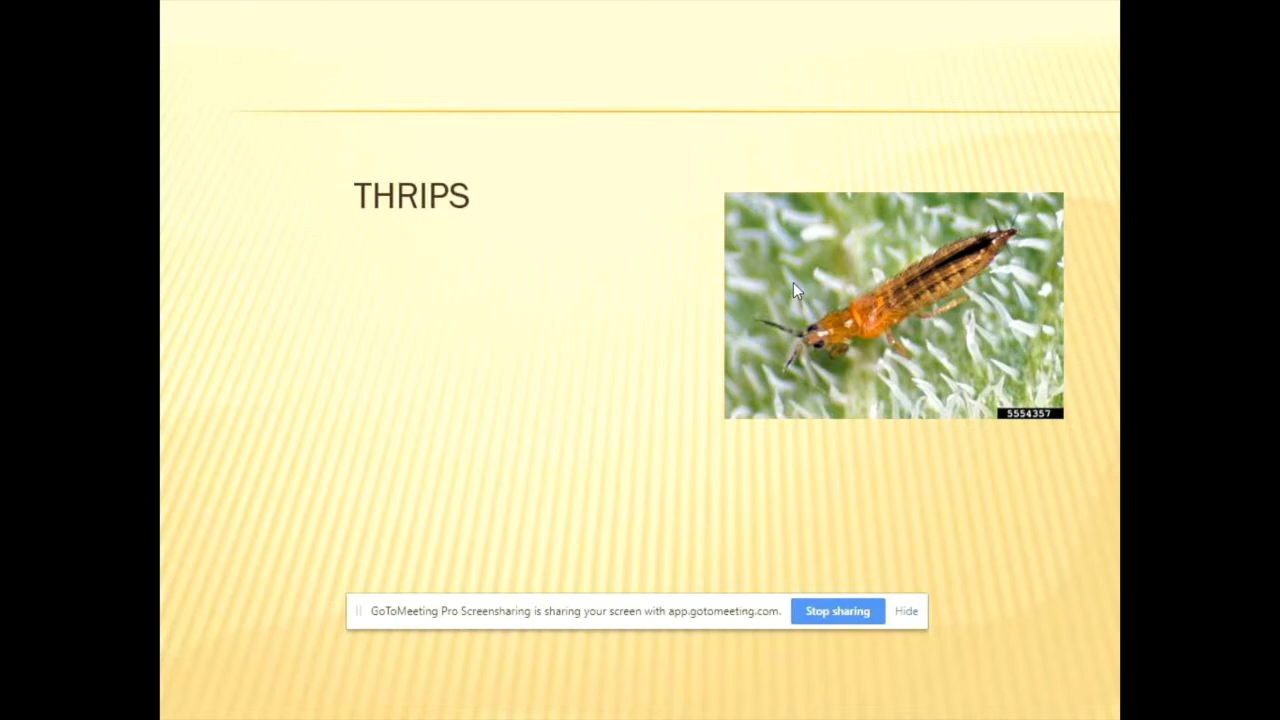 THRIPS
5554357
GoToMeeting Pro Screensharing is sharing your screen with app.gotomeeting.com. Stop sharing Hide